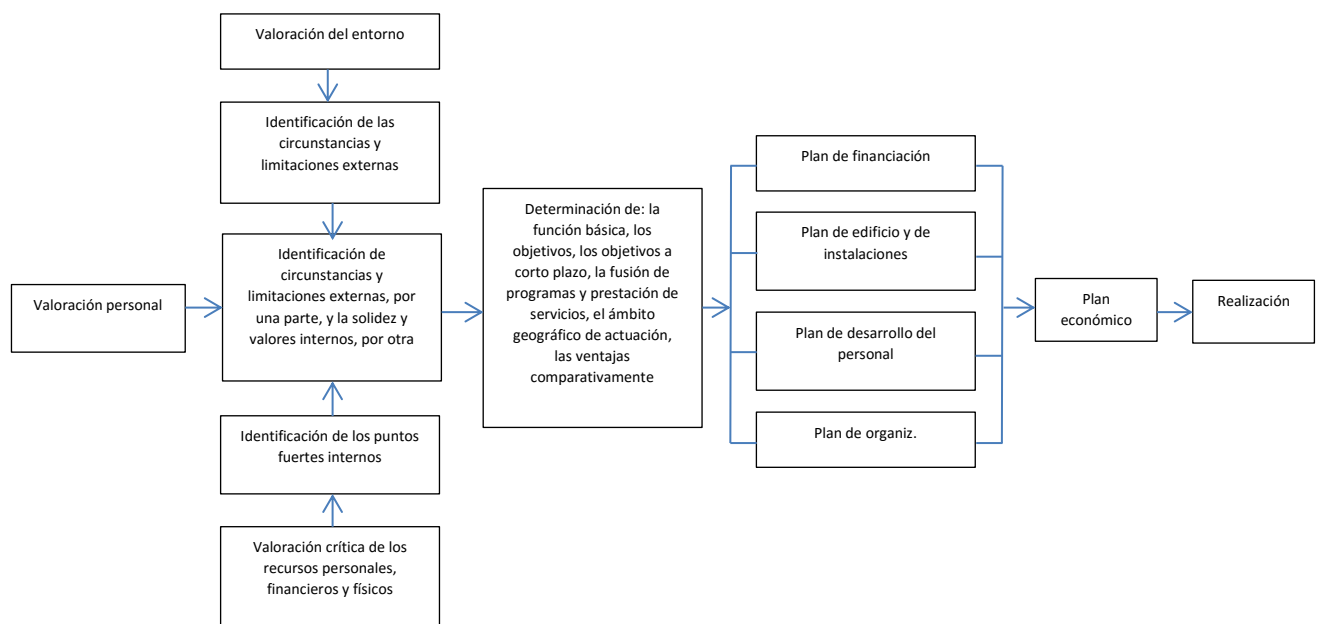 Valoración del entorno
Identificación de las
circunstancias y
limitaciones externas
Valoración personal
Identificación de
circunstancias y
limitaciones externas, por
una parte, y la solidez y
valores internos, por otra
Identificación de los puntos
fuertes internos
Valoración crítica de los
recursos personales,
financieros y físicos
Determinación de: la
función básica, los
objetivos, los objetivos a
corto plazo, la fusión de
programas y prestación de
servicios, el ámbito
geográfico de actuación,
las ventajas
comparativamente
Plan de financiación
Plan de edificio y de
instalaciones
Plan de desarrollo del
personal
Plan de organiz.
Plan
económico
Realización